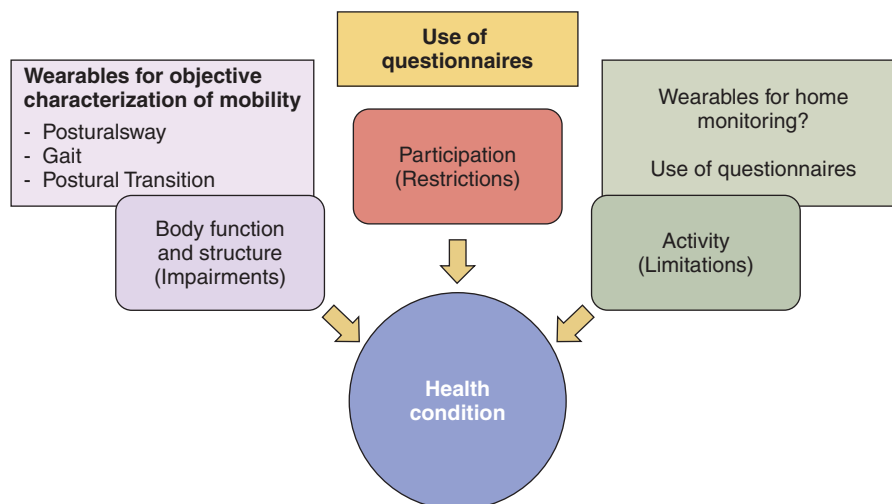 Use of
questionnaires
Wearables for objective
characterization of mobility
- Posturalsway
- Gait
- Postural Transition
Wearables for home
monitoring?
Use of questionnaires
Participation
(Restrictions)
Body function
and structure
(Impairments)
Activity
(Limitations)
Health
condition